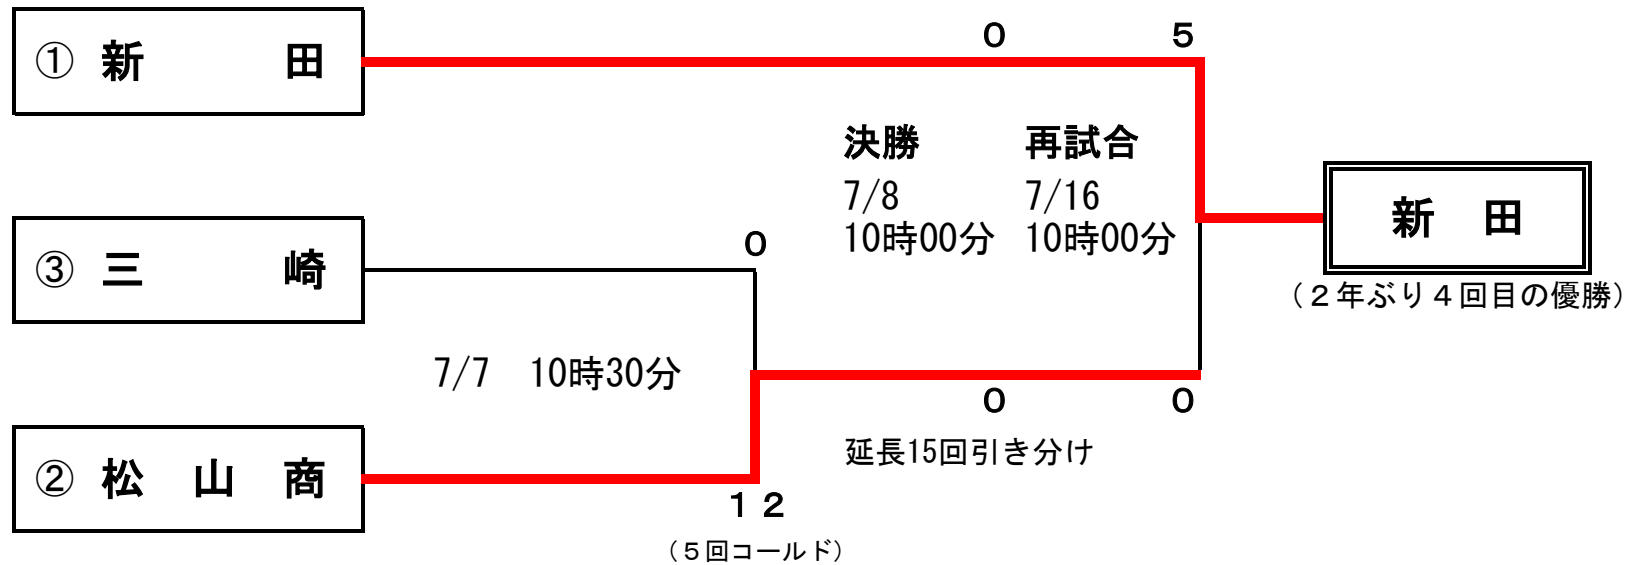 ０　５
① 新　　　田
決勝　再試合
7/8　7/16
10時00分　10時00分
新　田
（２年ぶり４回目の優勝）
０
③ 三　　　崎
7/7　10時30分
０　０
延長15回引き分け
② 松　山　商
１２
（５回コールド）